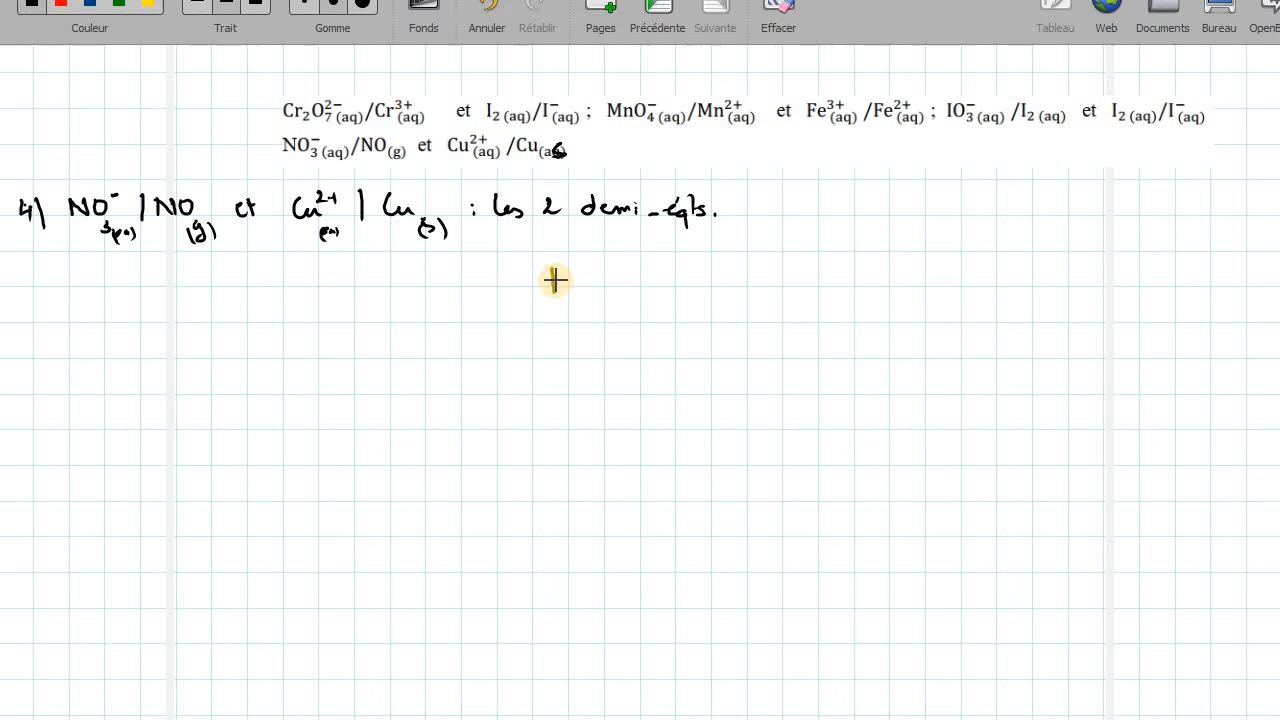 Couleur Trait Gomme Fonds Annuler Rétablir Pages Précédente Suivante Effacer Tableau Web Documents Bureau OpenB
Cr₂O₇²⁻(aq)/Cr³⁺(aq) et I₂ (aq)/I⁻(aq) ; MnO₄⁻(aq)/Mn²⁺(aq) et Fe³⁺(aq) /Fe²⁺(aq) ; IO₃⁻(aq) /I₂ (aq) et I₂ (aq)/I⁻(aq)
NO₃⁻(aq)/NO(g) et Cu²⁺(aq) /Cu(s)
4) NO₃⁻(aq) | NO(g) et Cu²⁺(aq) | Cu(s) : les 2 demi-éqts.